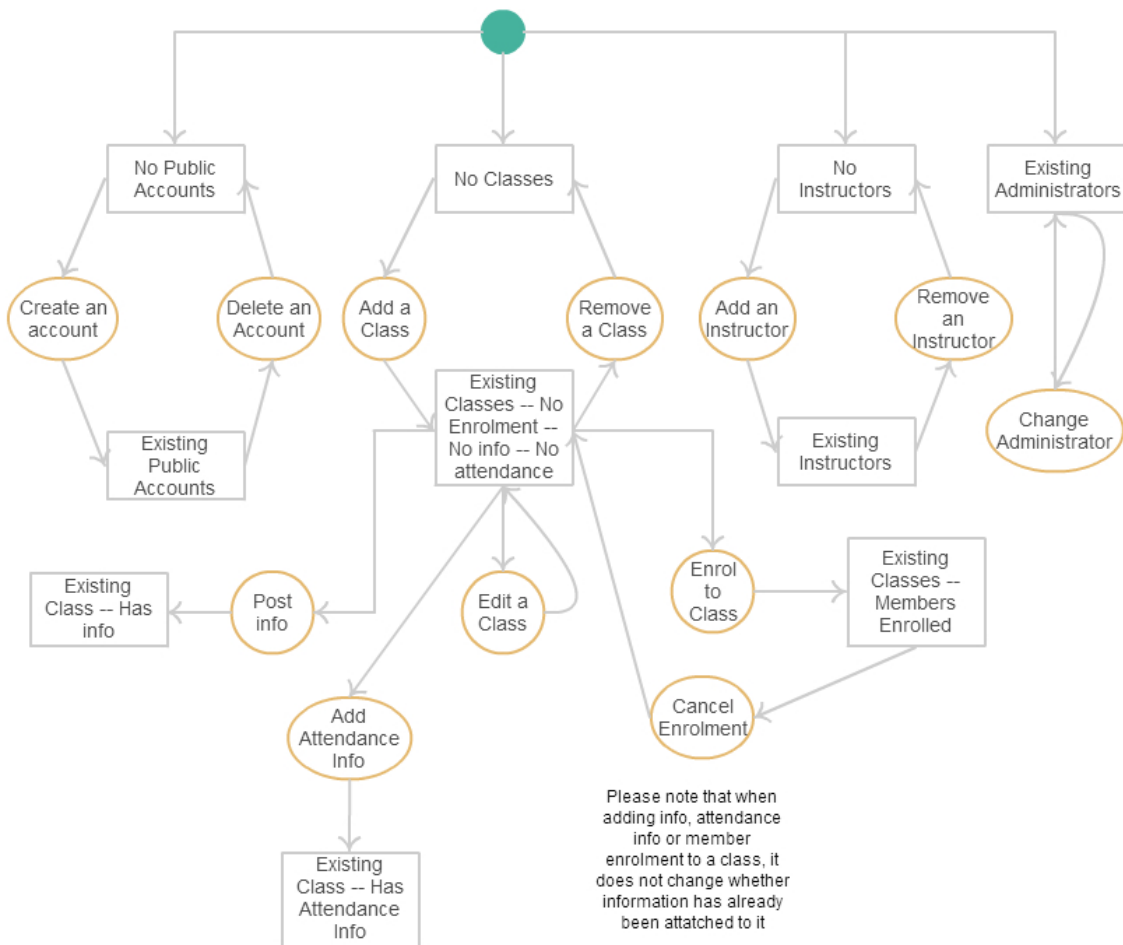 No Public
Accounts
No Classes
No
Instructors
Existing
Administrators
Create an
account
Delete an
Account
Add a
Class
Remove
a Class
Add an
Instructor
Remove
an
Instructor
Change
Administrator
Existing
Public
Accounts
Existing
Classes -- No
Enrolment --
No info -- No
attendance
Existing
Instructors
Existing
Class -- Has
info
Post
info
Edit a
Class
Enrol
to
Class
Existing
Classes --
Members
Enrolled
Add
Attendance
Info
Cancel
Enrolment
Existing
Class -- Has
Attendance
Info
Please note that when
adding info, attendance
info or member
enrolment to a class, it
does not change whether
information has already
been attatched to it